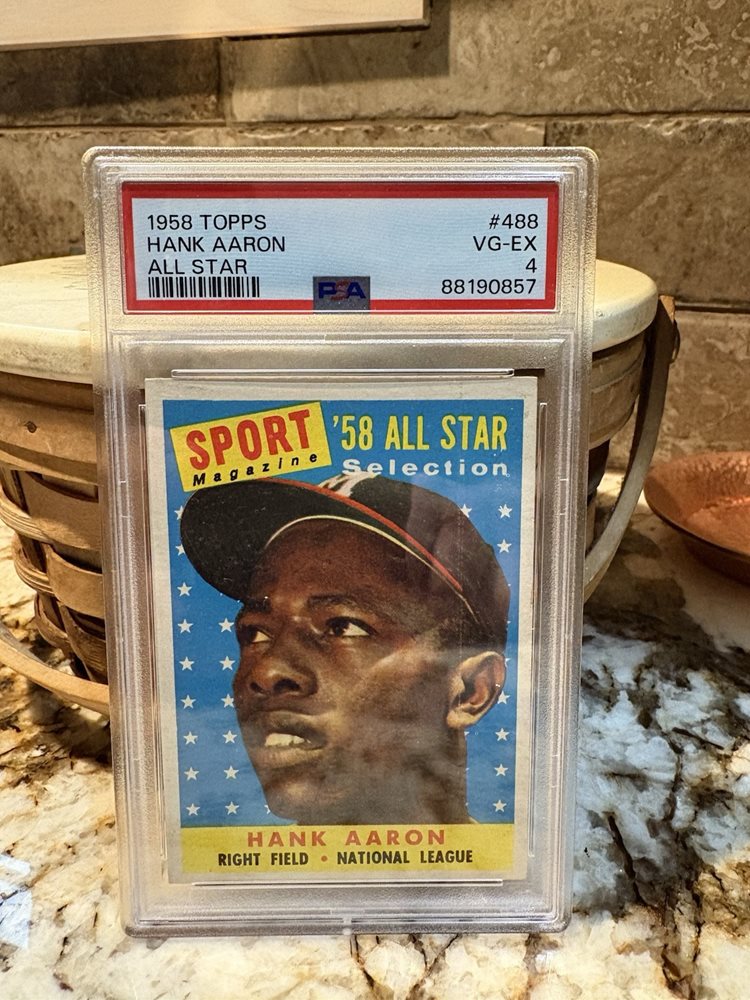 1958 TOPPS #488
HANK AARON VG-EX
ALL STAR 4
PSA 88190857
SPORT '58 ALL STAR
Magazine Selection
HANK AARON
RIGHT FIELD • NATIONAL LEAGUE